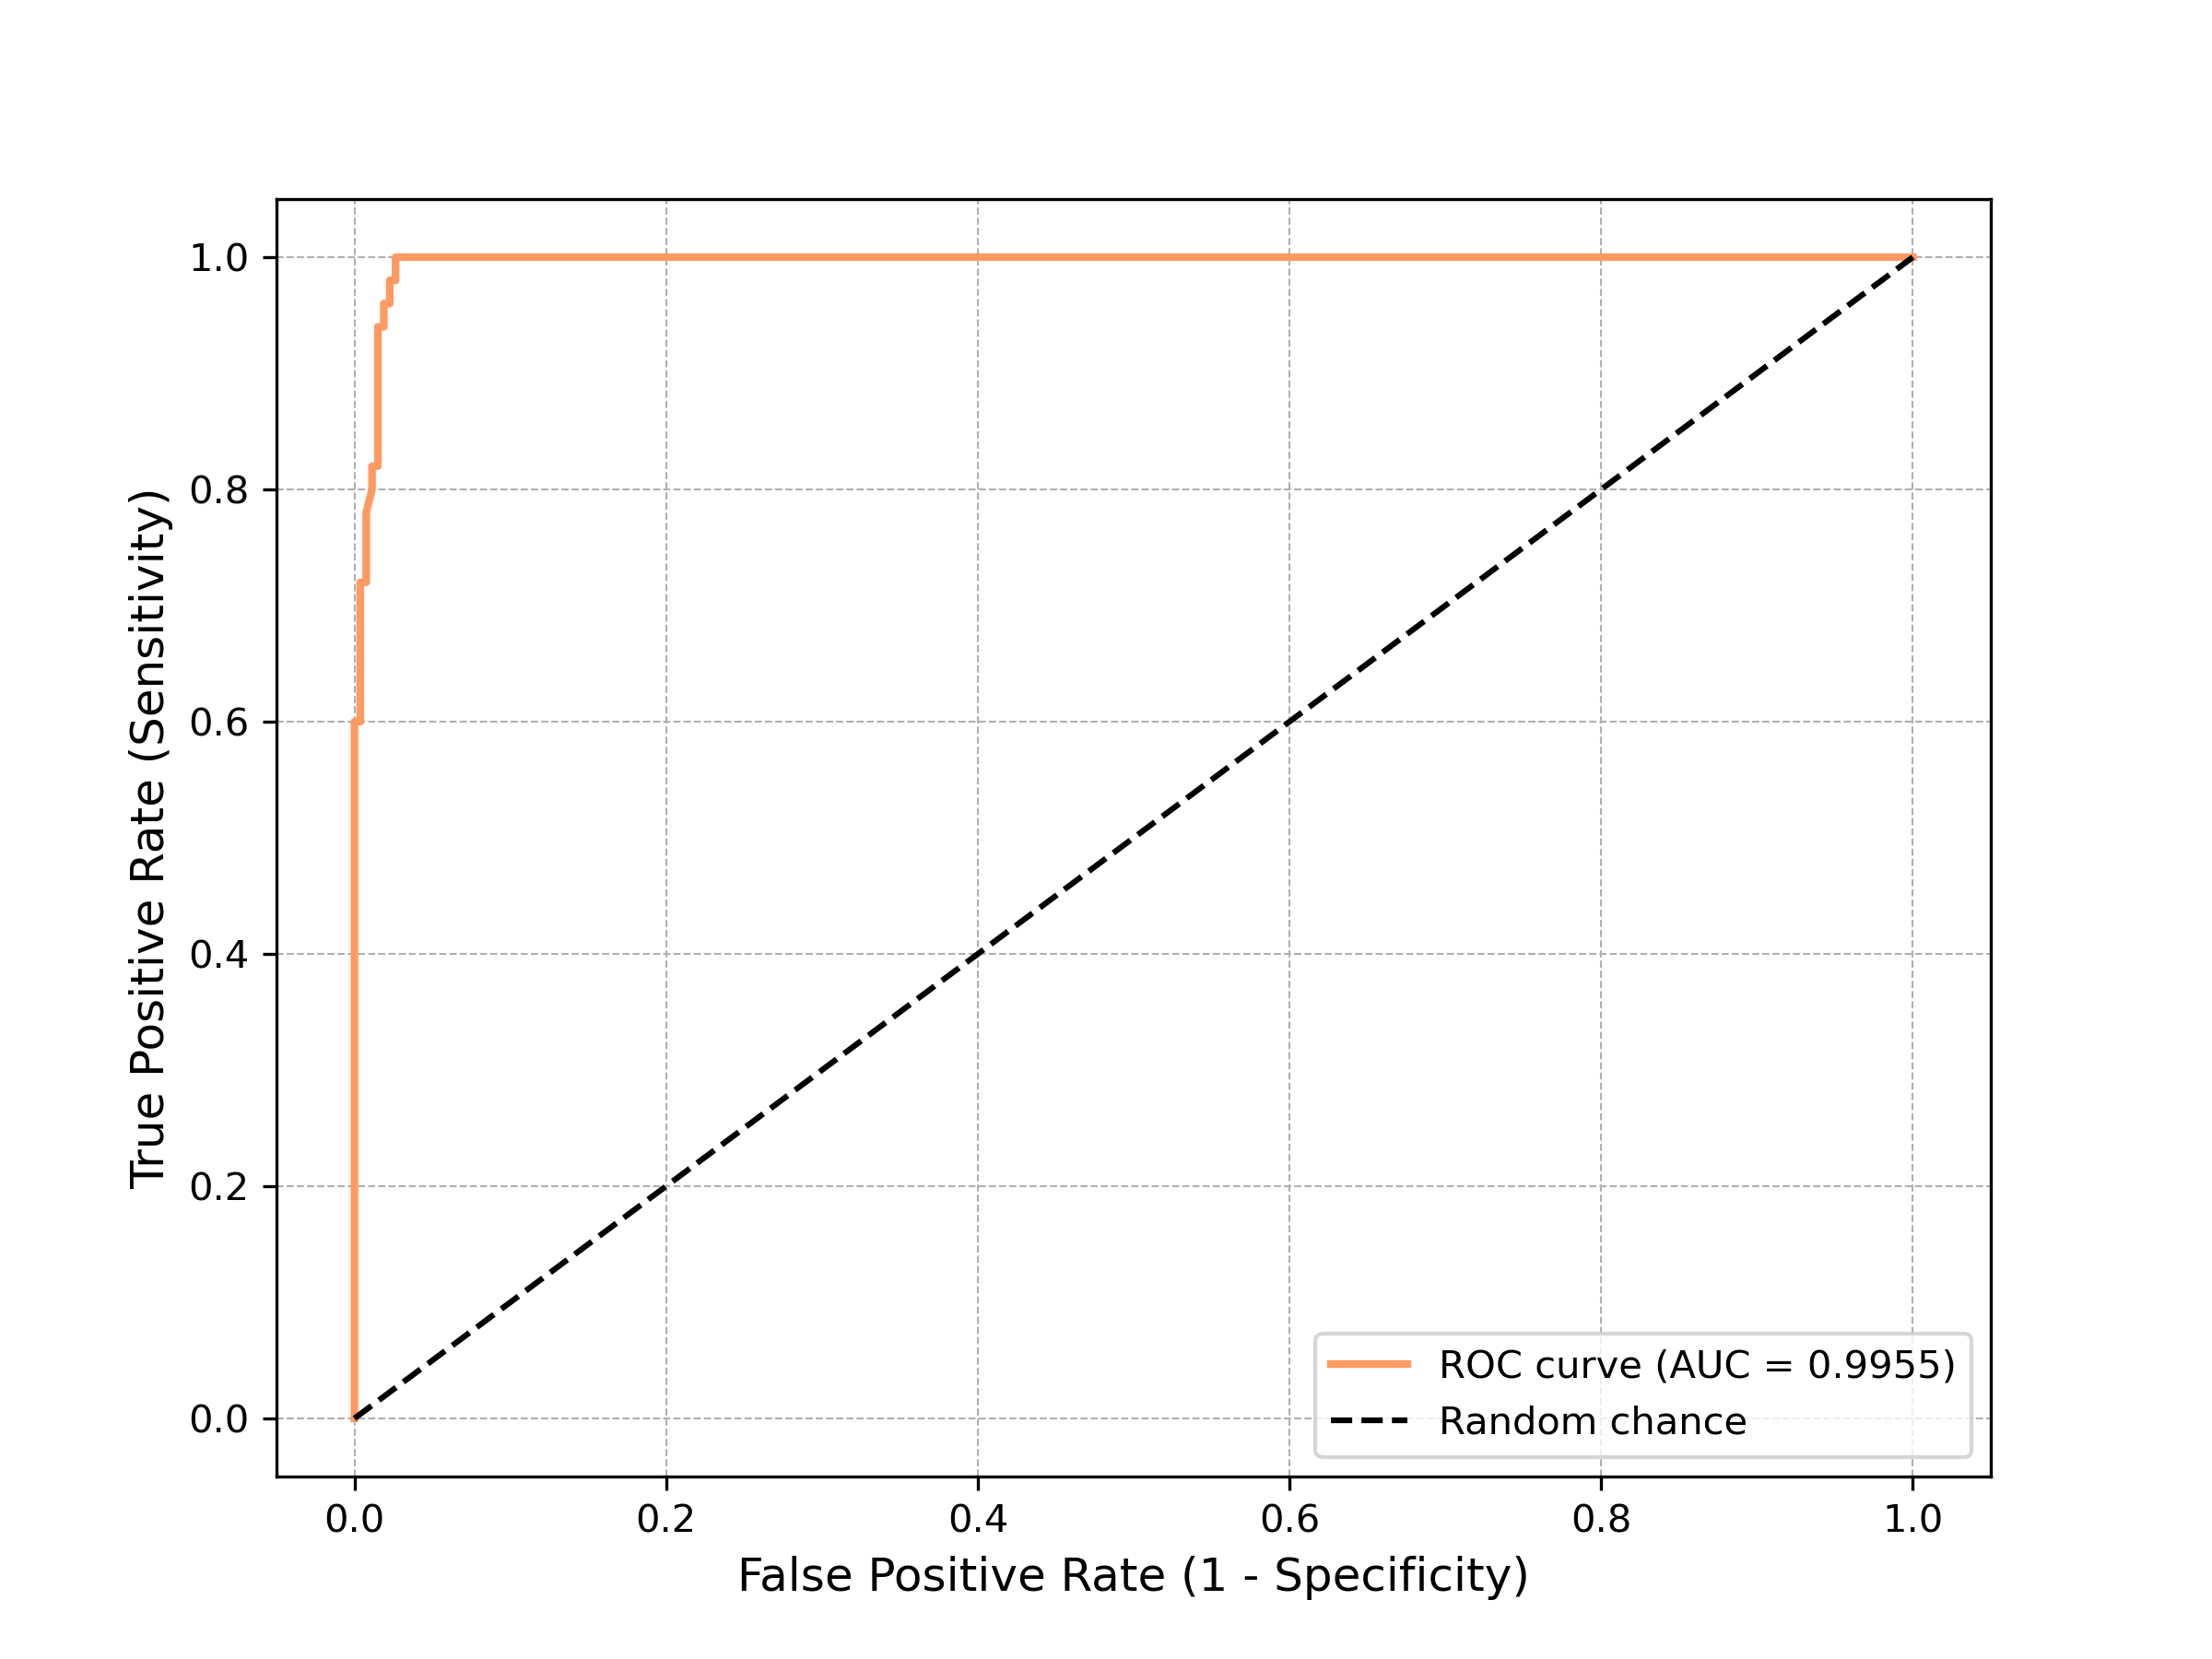 1.0
0.8
0.6
0.4
0.2
0.0
True Positive Rate (Sensitivity)
ROC curve (AUC = 0.9955)
Random chance
0.0 0.2 0.4 0.6 0.8 1.0
False Positive Rate (1 - Specificity)